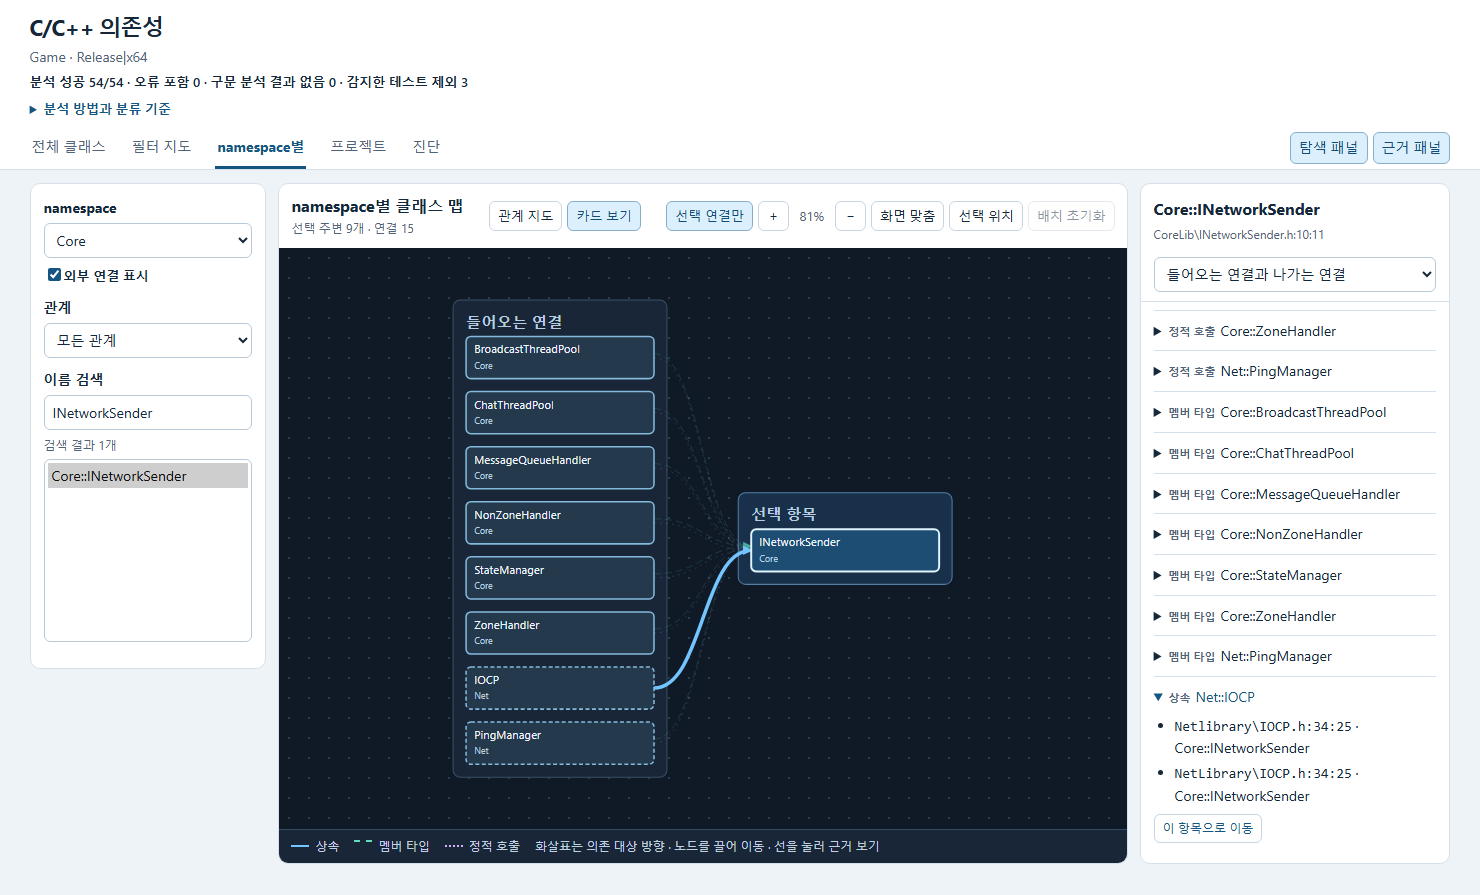 C/C++ 의존성
Game · Release|x64
분석 성공 54/54 · 오류 포함 0 · 구문 분석 결과 없음 0 · 감지한 테스트 제외 3
▶ 분석 방법과 분류 기준
전체 클래스 필터 지도 namespace별 프로젝트 진단
탐색 패널 근거 패널
namespace
Core
외부 연결 표시
관계
모든 관계
이름 검색
INetworkSender
검색 결과 1개
Core::INetworkSender
namespace별 클래스 맵
선택 주변 9개 · 연결 15
관계 지도 카드 보기 선택 연결만 + 81% − 화면 맞춤 선택 위치 배치 초기화
들어오는 연결
BroadcastThreadPool
Core
ChatThreadPool
Core
MessageQueueHandler
Core
NonZoneHandler
Core
StateManager
Core
ZoneHandler
Core
IOCP
Net
PingManager
Net
선택 항목
INetworkSender
Core
상속 멤버 타입 정적 호출 화살표는 의존 대상 방향 · 노드를 끌어 이동 · 선을 눌러 근거 보기
Core::INetworkSender
CoreLib\INetworkSender.h:10:11
들어오는 연결과 나가는 연결
▶ 정적 호출 Core::ZoneHandler
▶ 정적 호출 Net::PingManager
▶ 멤버 타입 Core::BroadcastThreadPool
▶ 멤버 타입 Core::ChatThreadPool
▶ 멤버 타입 Core::MessageQueueHandler
▶ 멤버 타입 Core::NonZoneHandler
▶ 멤버 타입 Core::StateManager
▶ 멤버 타입 Core::ZoneHandler
▶ 멤버 타입 Net::PingManager
▼ 상속 Net::IOCP
• Netlibrary\IOCP.h:34:25 ·
Core::INetworkSender
• NetLibrary\IOCP.h:34:25 ·
Core::INetworkSender
이 항목으로 이동